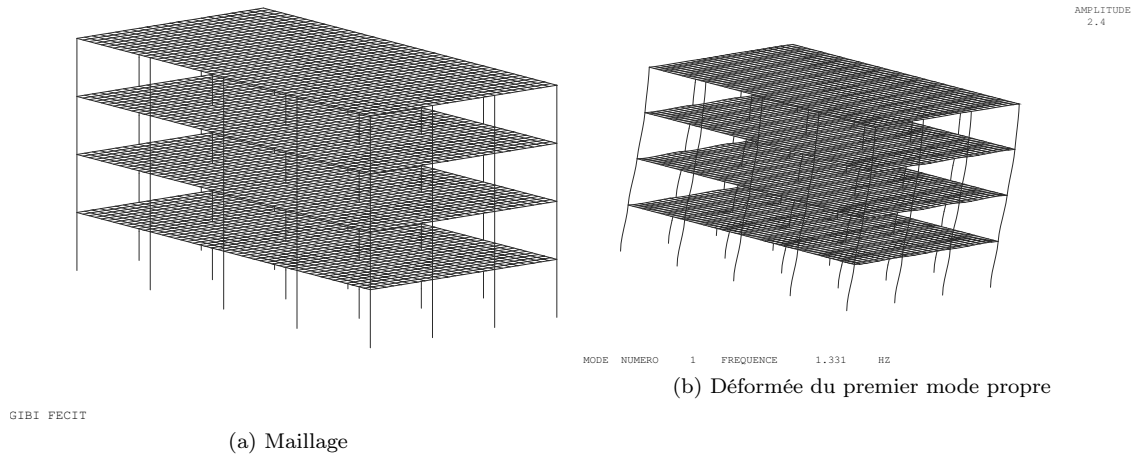 AMPLITUDE
2.4
MODE NUMERO 1 FREQUENCE 1.331 HZ
(b) Déformée du premier mode propre
GIBI FECIT
(a) Maillage